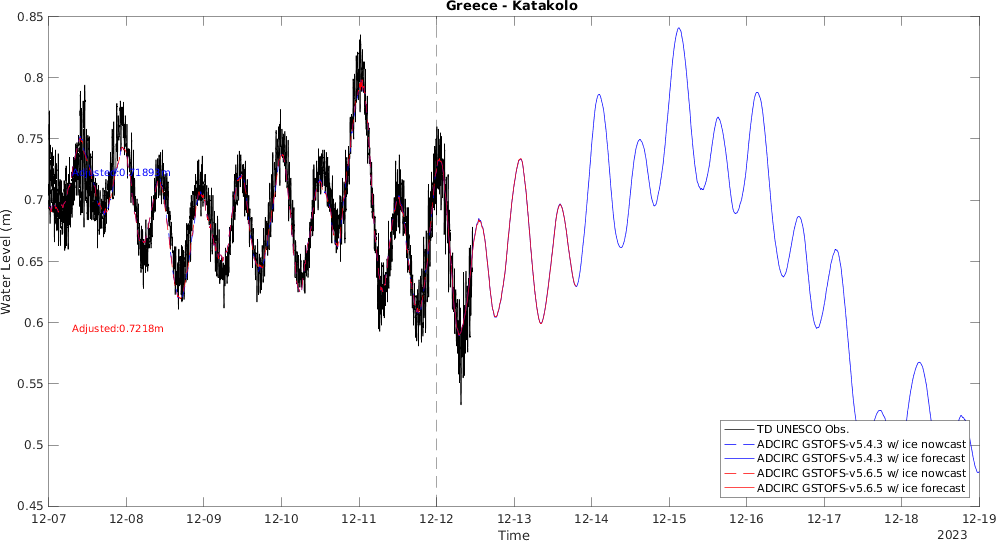 Greece - Katakolo
0.85
0.8
0.75
0.7
0.65
0.6
0.55
0.5
0.45
Water Level (m)
Adjusted:0.7218m
12-07
12-08
12-09
12-10
12-11
12-12
12-13
12-14
12-15
12-16
12-17
12-18
12-19
Time
2023
TD UNESCO Obs.
ADCIRC GSTOFS-v5.4.3 w/ ice nowcast
ADCIRC GSTOFS-v5.4.3 w/ ice forecast
ADCIRC GSTOFS-v5.6.5 w/ ice nowcast
ADCIRC GSTOFS-v5.6.5 w/ ice forecast